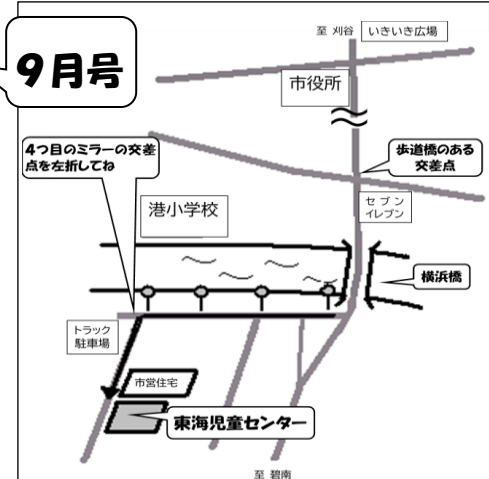 9月号
至 刈谷
いきいき広場
市役所
4つ目のミラーの交差
点を左折してね
歩道橋のある
交差点
港小学校
セブン
イレブン
横浜橋
トラック
駐車場
市営住宅
東海児童センター
至 碧南